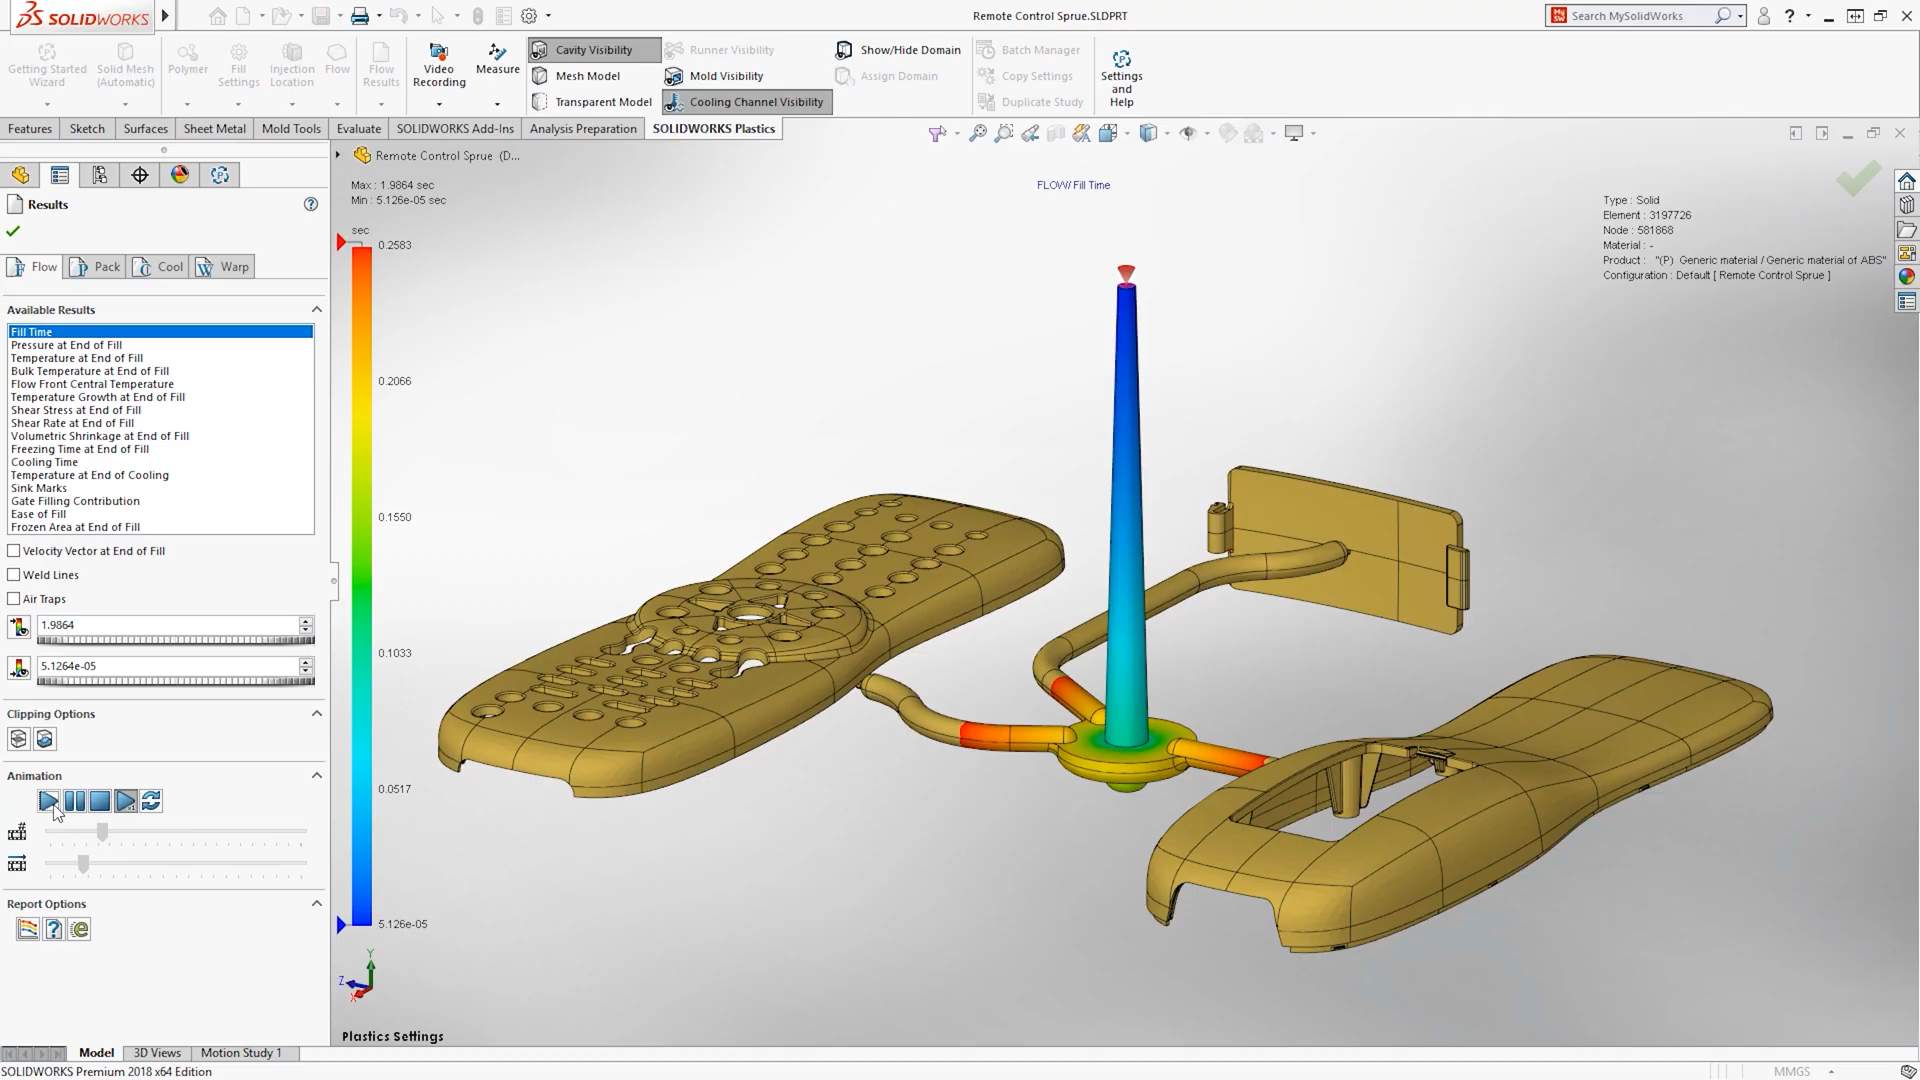 SOLIDWORKS
Remote Control Sprue.SLDPRT
Search MySolidWorks
?
Getting Started Wizard
Solid Mesh (Automatic)
Polymer
Fill Settings
Injection Location
Flow
Flow Results
Video Recording
Measure
Cavity Visibility
Mesh Model
Transparent Model
Runner Visibility
Mold Visibility
Cooling Channel Visibility
Show/Hide Domain
Assign Domain
Batch Manager
Copy Settings
Duplicate Study
Settings and Help
Features
Sketch
Surfaces
Sheet Metal
Mold Tools
Evaluate
SOLIDWORKS Add-Ins
Analysis Preparation
SOLIDWORKS Plastics
Results
Flow
Pack
Cool
Warp
Available Results
Fill Time
Pressure at End of Fill
Temperature at End of Fill
Bulk Temperature at End of Fill
Flow Front Central Temperature
Temperature Growth at End of Fill
Shear Stress at End of Fill
Shear Rate at End of Fill
Volumetric Shrinkage at End of Fill
Freezing Time at End of Fill
Cooling Time
Temperature at End of Cooling
Sink Marks
Gate Filling Contribution
Ease of Fill
Frozen Area at End of Fill
Velocity Vector at End of Fill
Weld Lines
Air Traps
1.9864
5.1264e-05
Clipping Options
Animation
Report Options
Remote Control Sprue (D...
Max : 1.9864 sec
Min : 5.126e-05 sec
sec
0.2583
0.2066
0.1550
0.1033
0.0517
5.126e-05
FLOW/ Fill Time
Type : Solid
Element : 3197726
Node : 581868
Material : -
Product : "(P) Generic material / Generic material of ABS"
Configuration : Default [ Remote Control Sprue ]
Y
Z
X
Plastics Settings
Model
3D Views
Motion Study 1
SOLIDWORKS Premium 2018 x64 Edition
MMGS